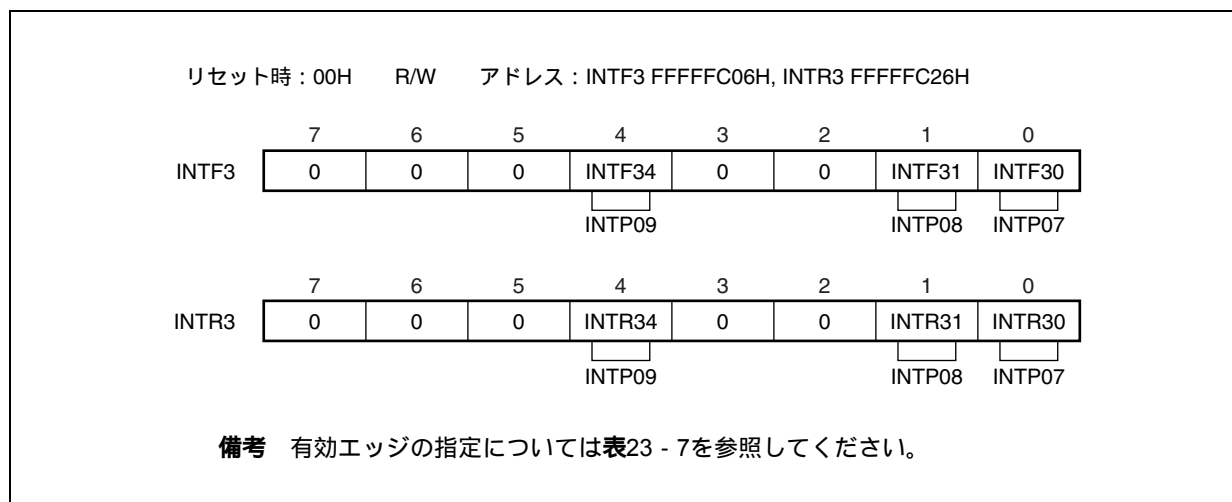 リセット時：00H　R/W　アドレス：INTF3 FFFFFC06H, INTR3 FFFFFC26H
7 6 5 4 3 2 1 0
INTF3 0 0 0 INTF34 0 0 INTF31 INTF30
INTP09 INTP08 INTP07
7 6 5 4 3 2 1 0
INTR3 0 0 0 INTR34 0 0 INTR31 INTR30
INTP09 INTP08 INTP07
備考　有効エッジの指定については表23 - 7を参照してください。